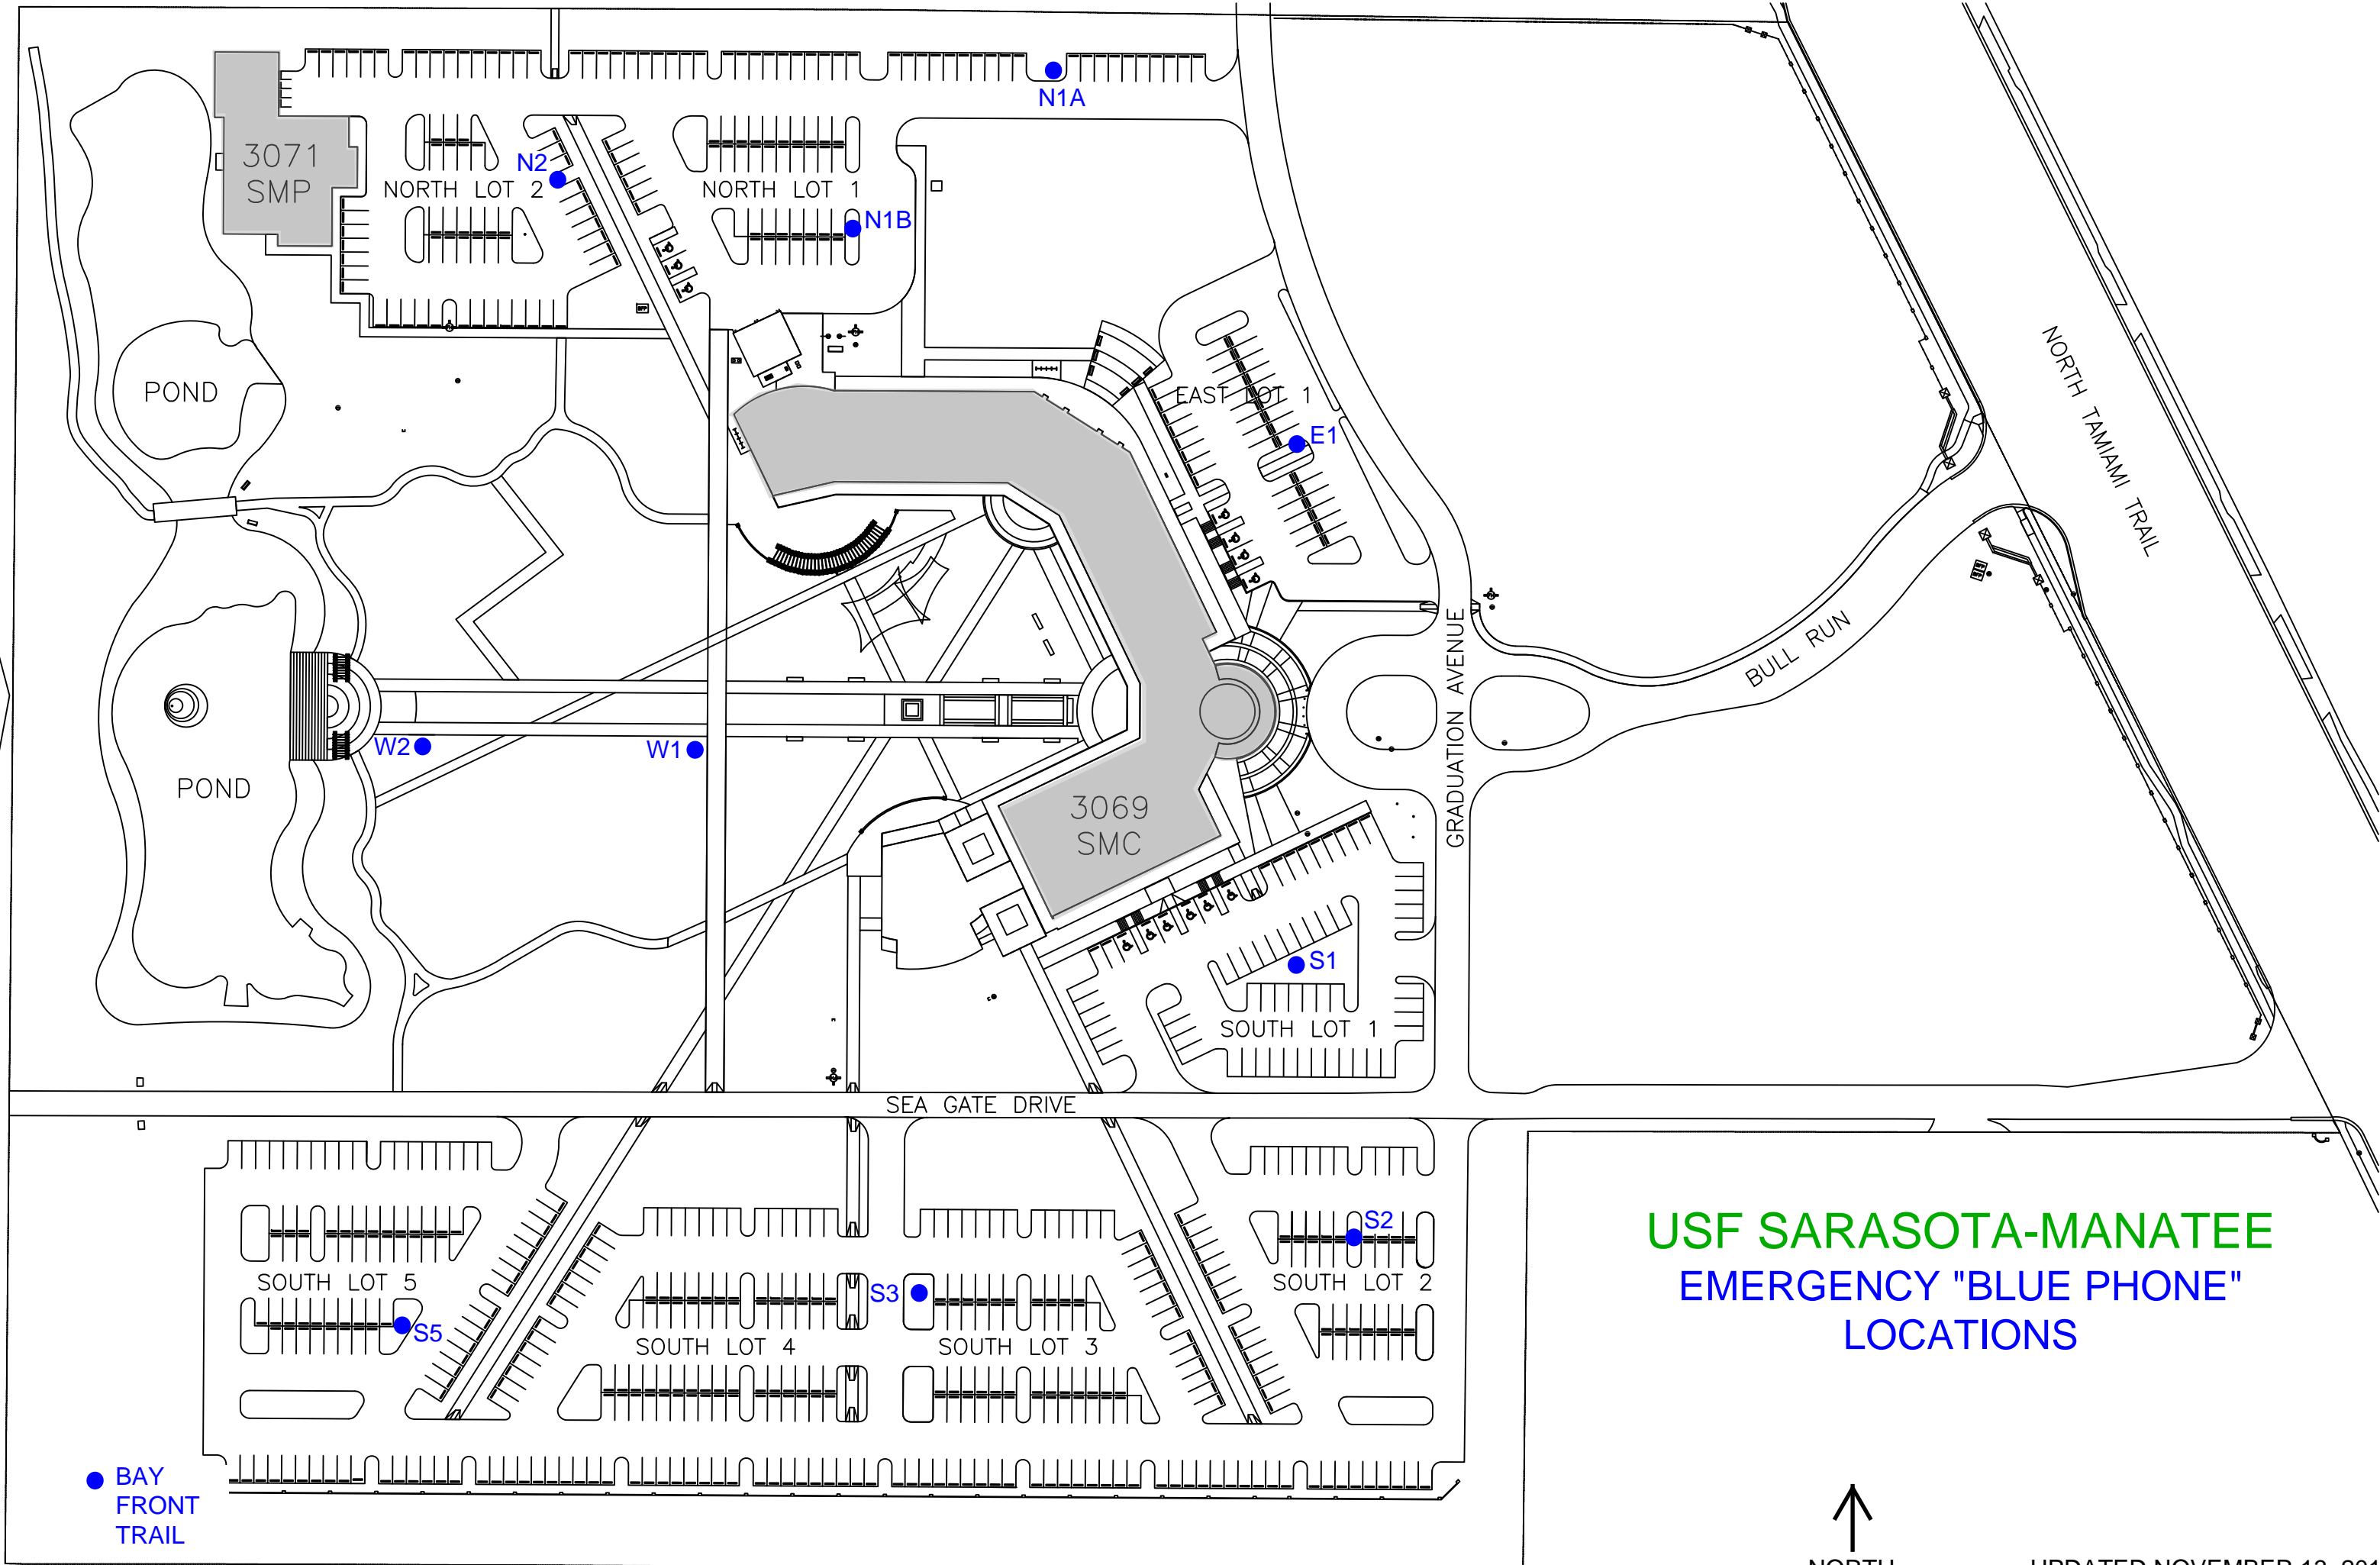 N1A
3071
SMP
N2
NORTH LOT 2
NORTH LOT 1
N1B
NORTH TAMIAMI TRAIL
POND
EAST LOT 1
E1
GRADUATION AVENUE
BULL RUN
W2
W1
POND
3069
SMC
S1
SOUTH LOT 1
SEA GATE DRIVE
S2
SOUTH LOT 5
S3
SOUTH LOT 2
S5
SOUTH LOT 4
SOUTH LOT 3
USF SARASOTA-MANATEE
EMERGENCY "BLUE PHONE"
LOCATIONS
BAY
FRONT
TRAIL
NORTH
UPDATED NOVEMBER